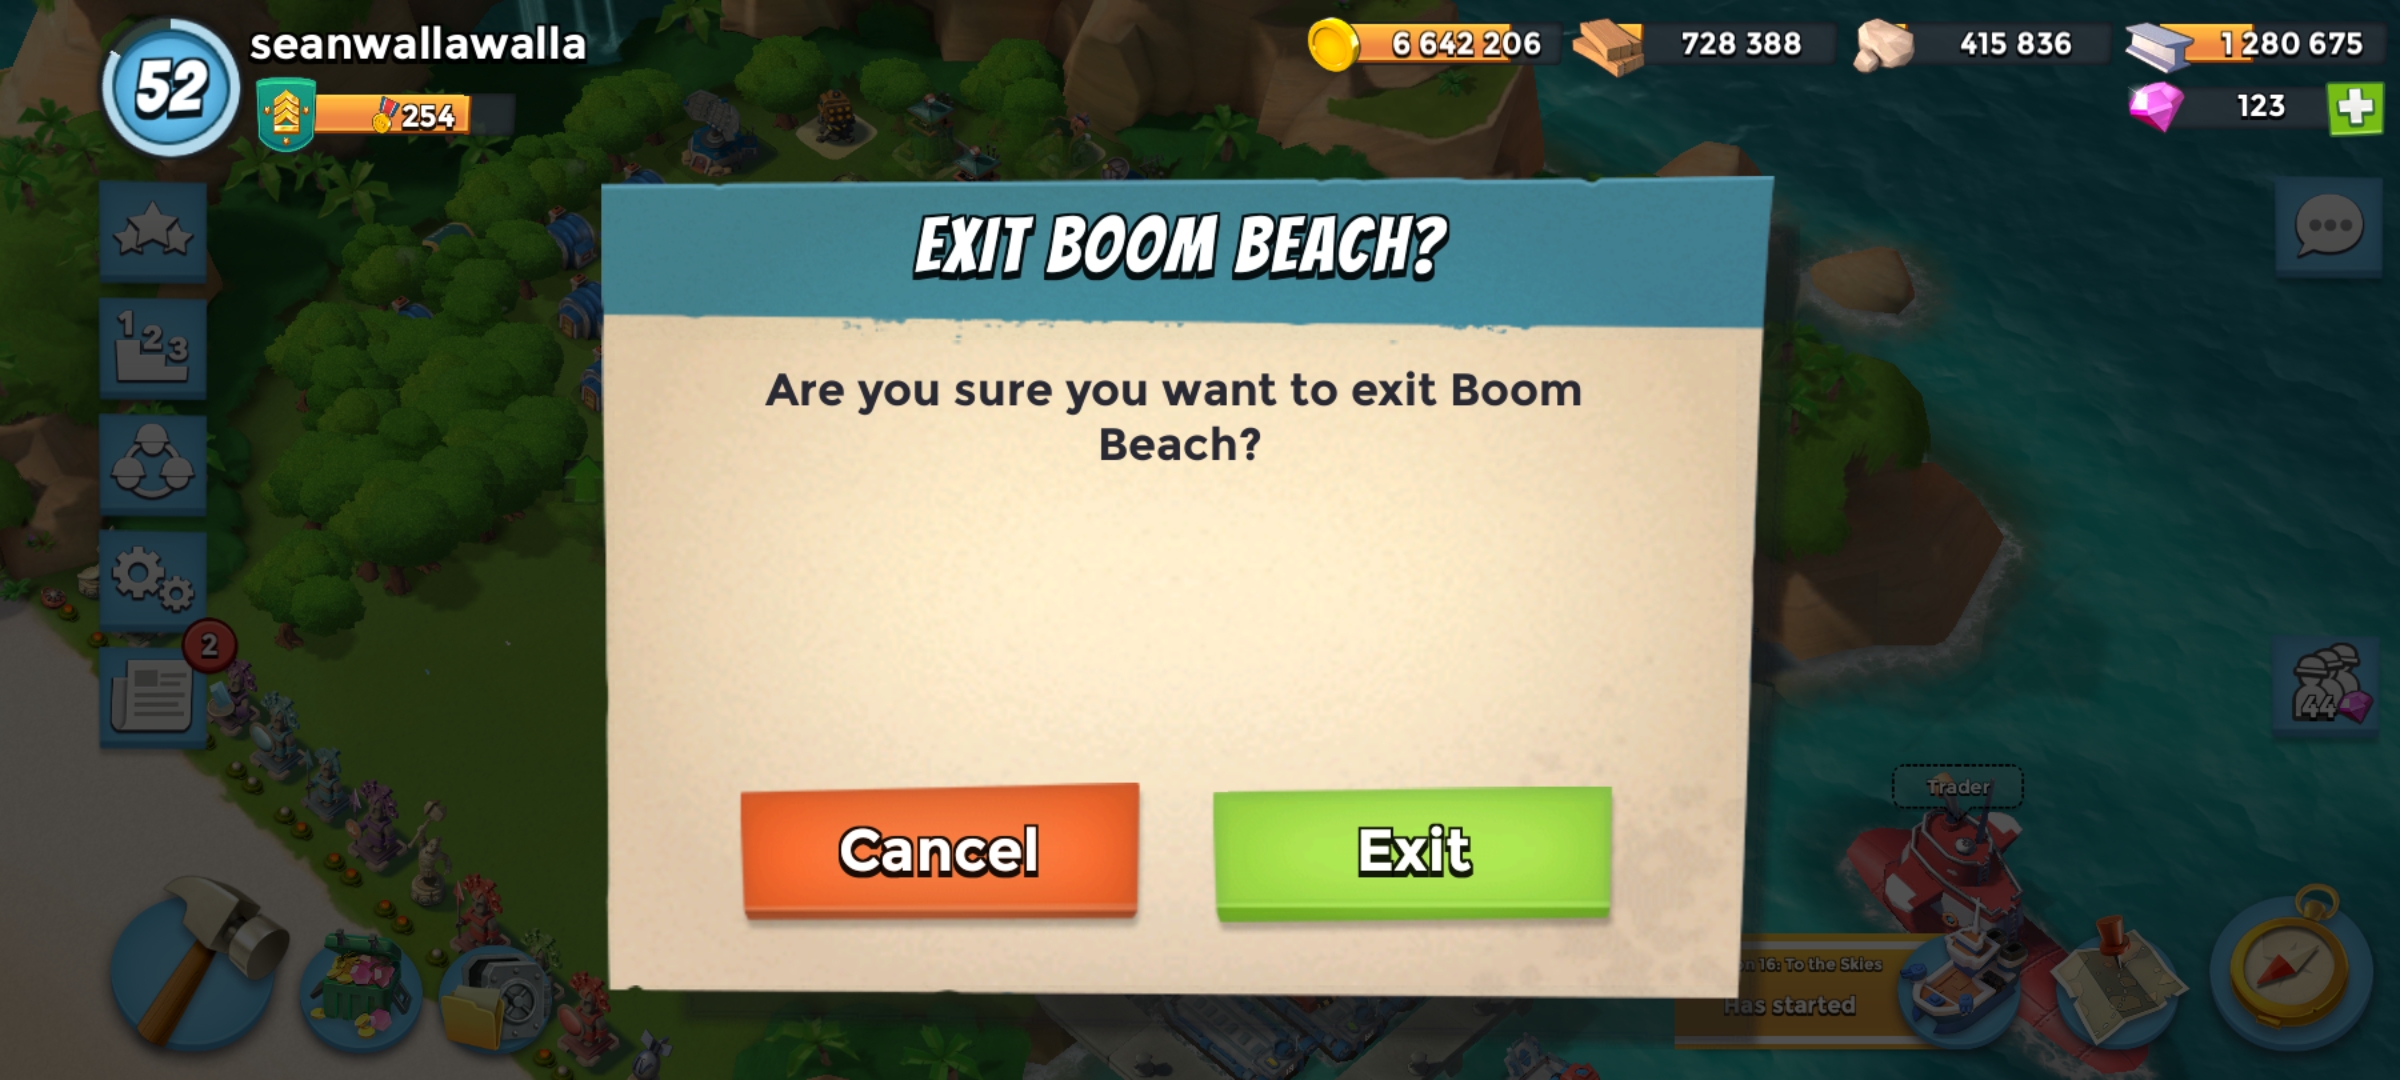 52
seanwallawalla
254
6 642 206
728 388
415 836
1 280 675
123
EXIT BOOM BEACH?
Are you sure you want to exit Boom
Beach?
Cancel
Exit
1 2 3
2
44
Trader
16: To the Skies
Has started